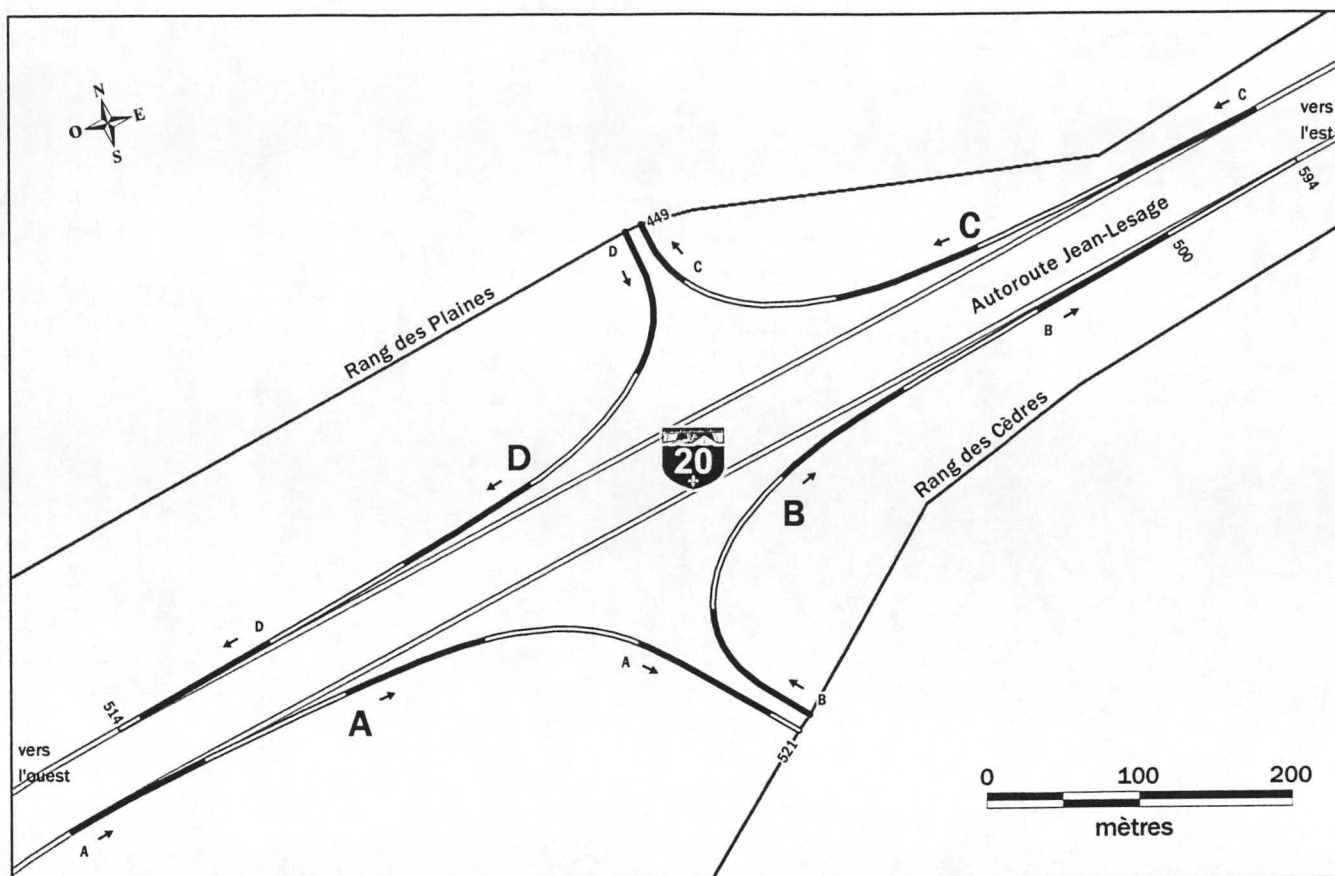 N
O E
S
C
vers
l'est
594
C
449
D
C
Autoroute Jean-Lesage
500
B
Rang des Plaines
Rang des Cèdres
D
20
B
D
A
B
514
A
521
vers
l'ouest
A
0 100 200
mètres